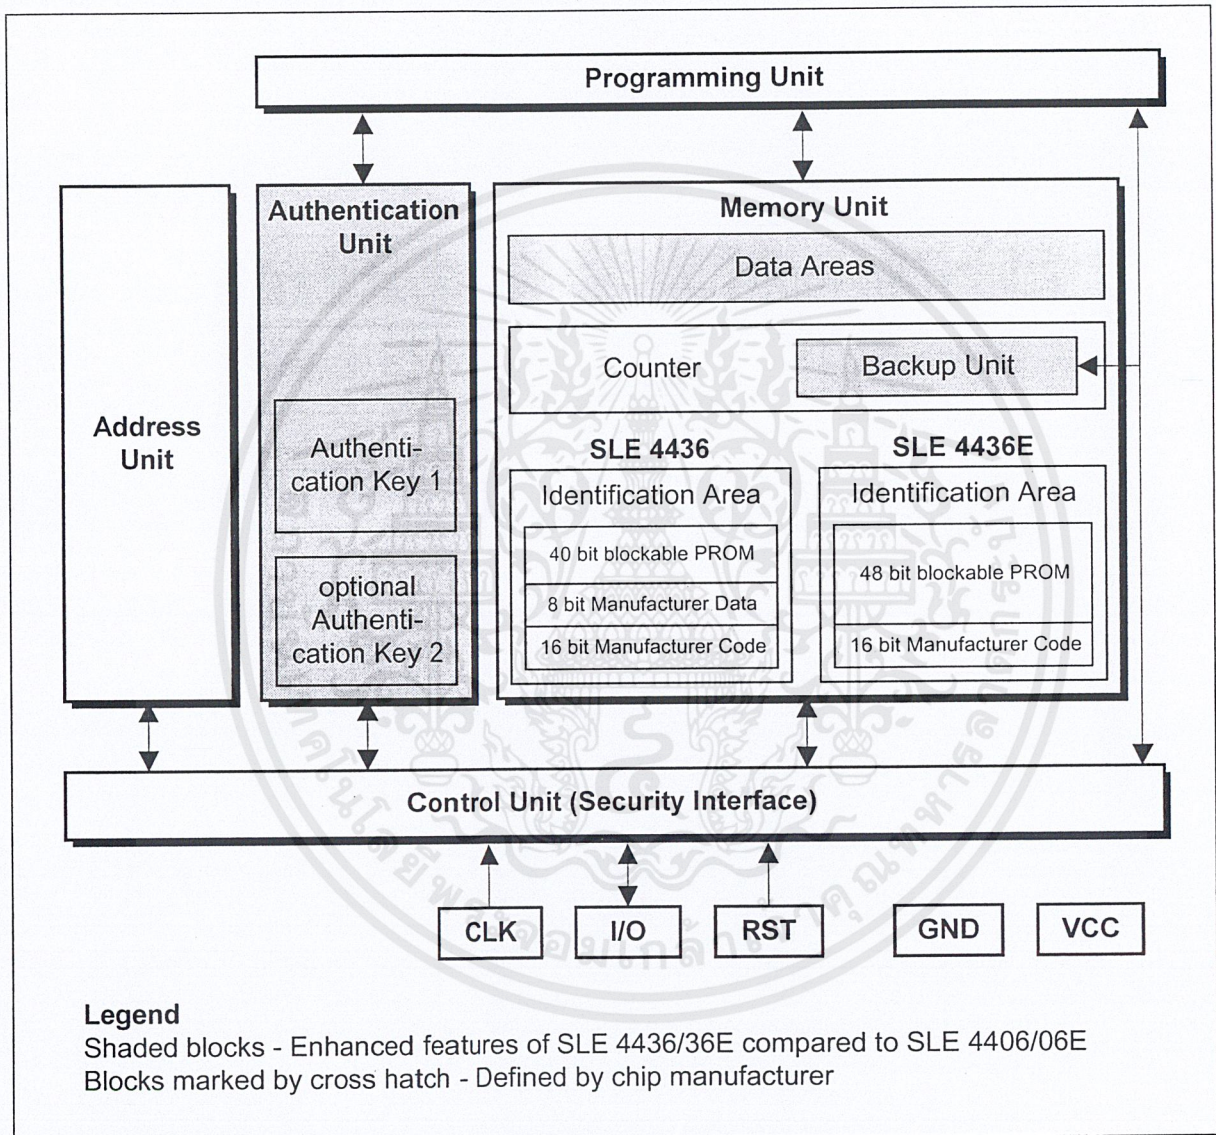 Programming Unit
Authentication
Unit
Memory Unit
Data Areas
Counter
Backup Unit
Address
Unit
Authenti-
cation Key 1
optional
Authenti-
cation Key 2
SLE 4436
Identification Area
40 bit blockable PROM
8 bit Manufacturer Data
16 bit Manufacturer Code
SLE 4436E
Identification Area
48 bit blockable PROM
16 bit Manufacturer Code
Control Unit (Security Interface)
CLK
I/O
RST
GND
VCC
Legend
Shaded blocks - Enhanced features of SLE 4436/36E compared to SLE 4406/06E
Blocks marked by cross hatch - Defined by chip manufacturer